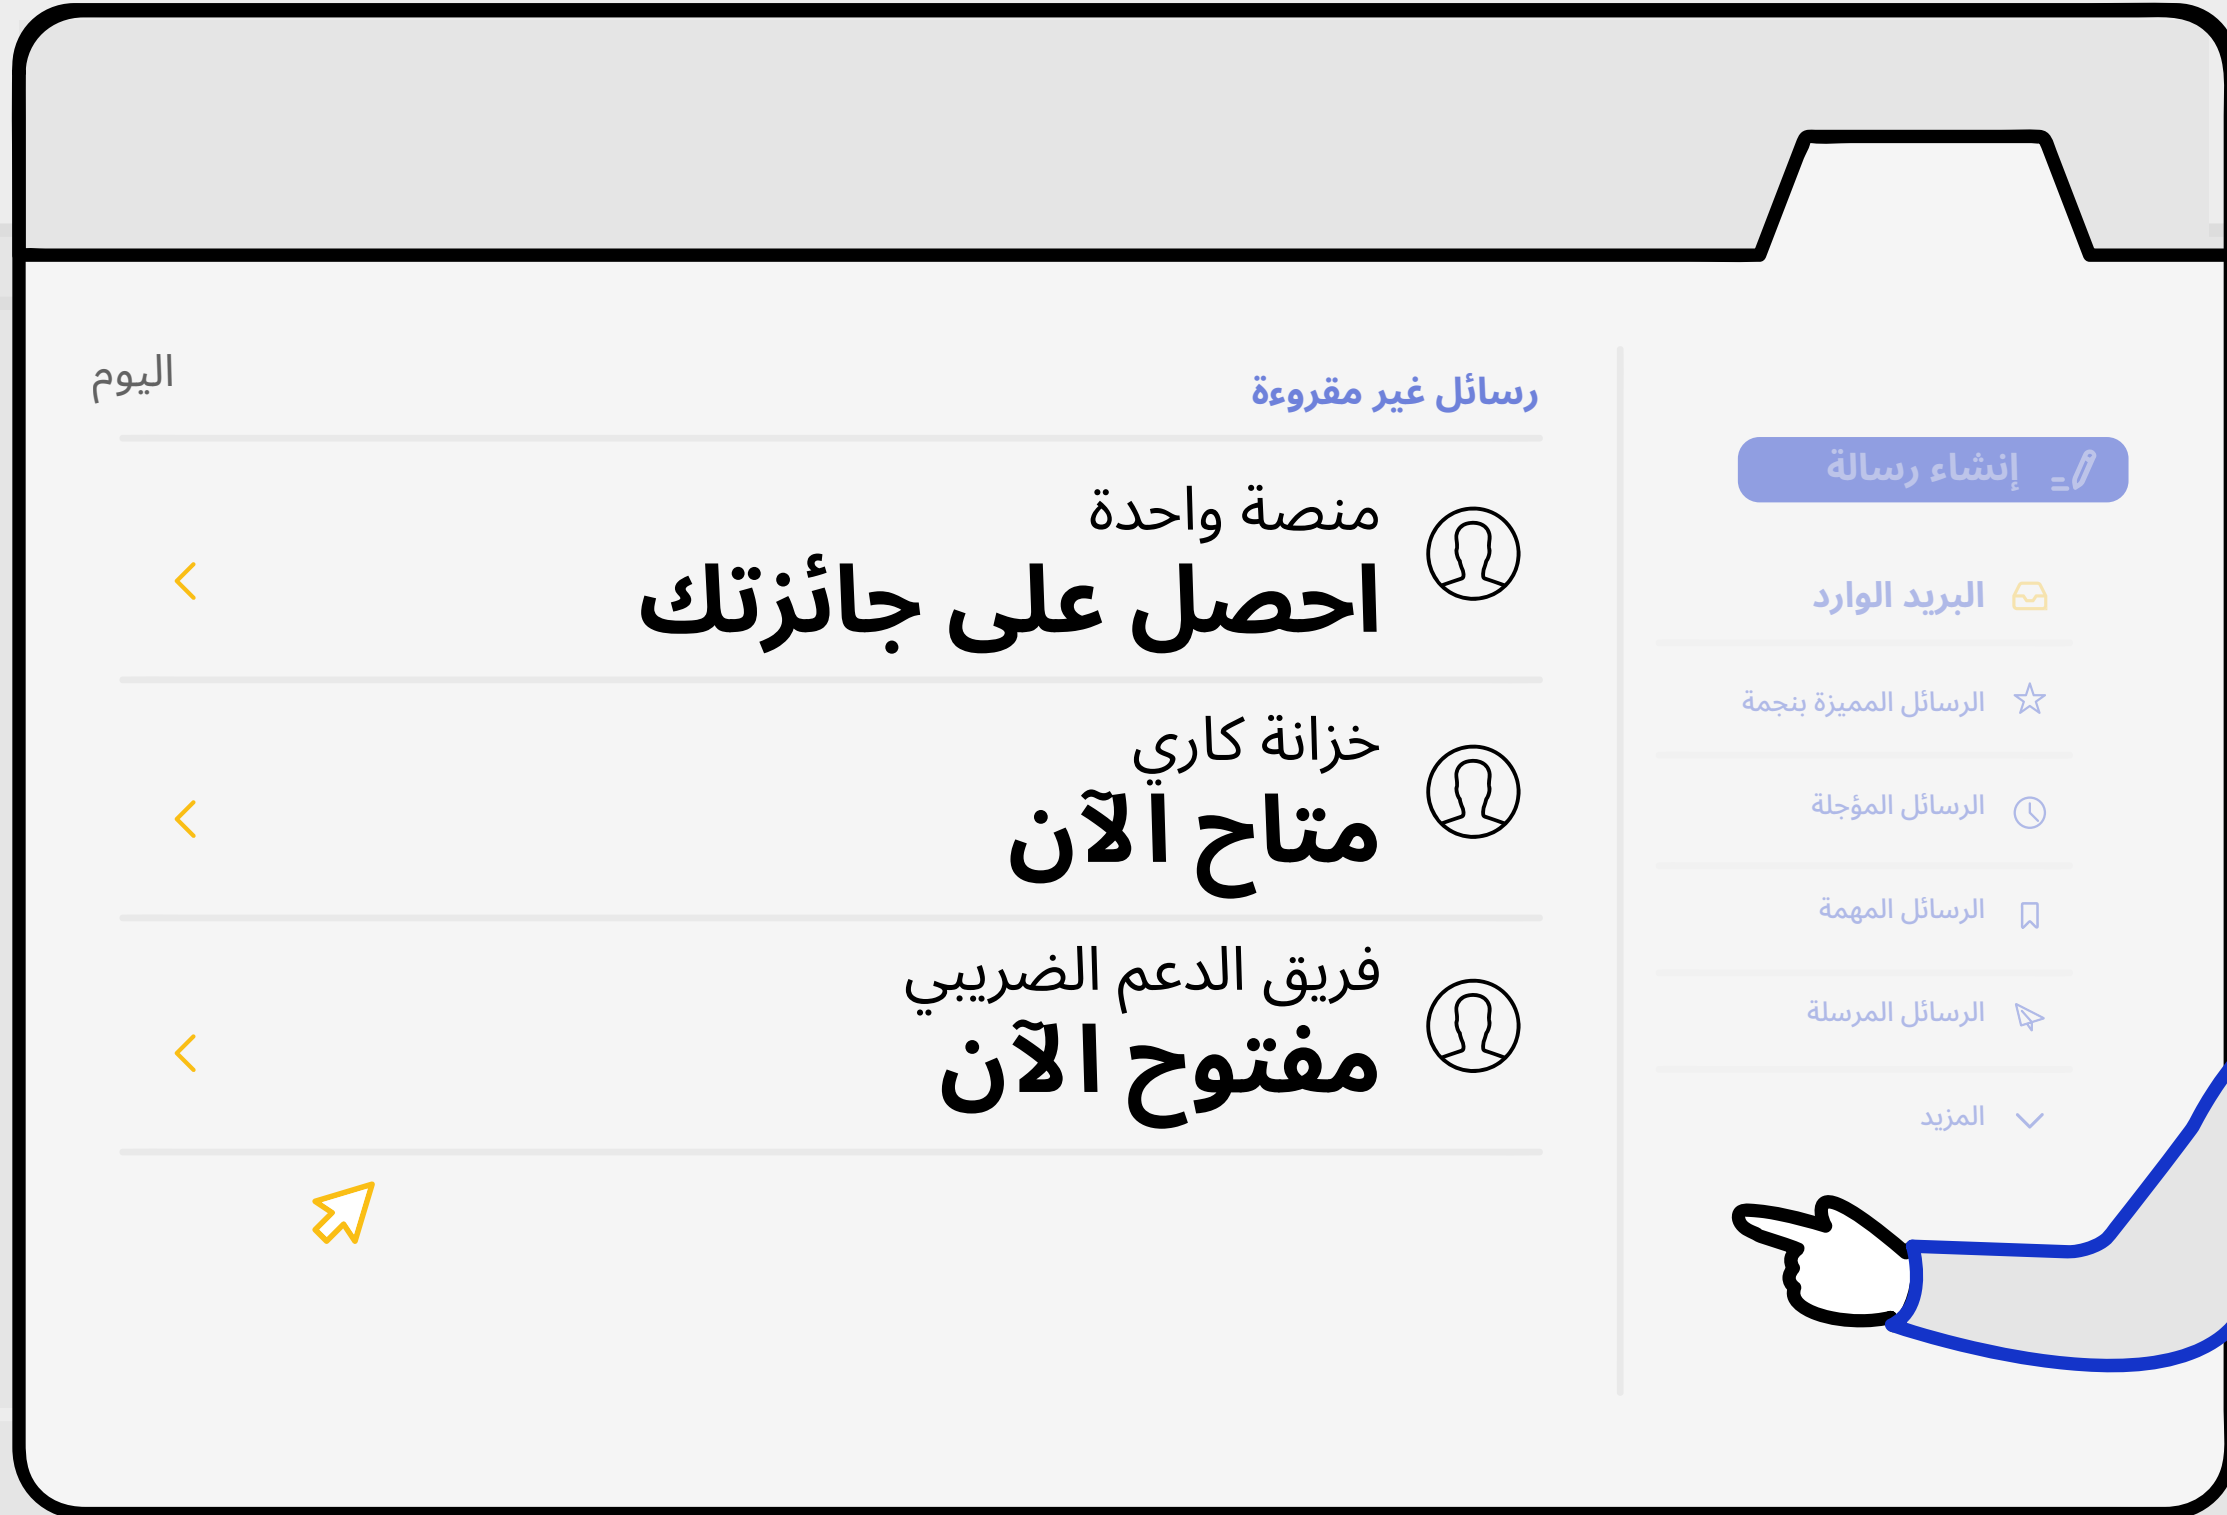 إنشاء رسالة
البريد الوارد
الرسائل المميزة بنجمة
الرسائل المؤجلة
الرسائل المهمة
الرسائل المرسلة
المزيد
رسائل غير مقروءة
اليوم
منصة واحدة
احصل على جائزتك
خزانة كاري
متاح الآن
فريق الدعم الضريبي
مفتوح الآن